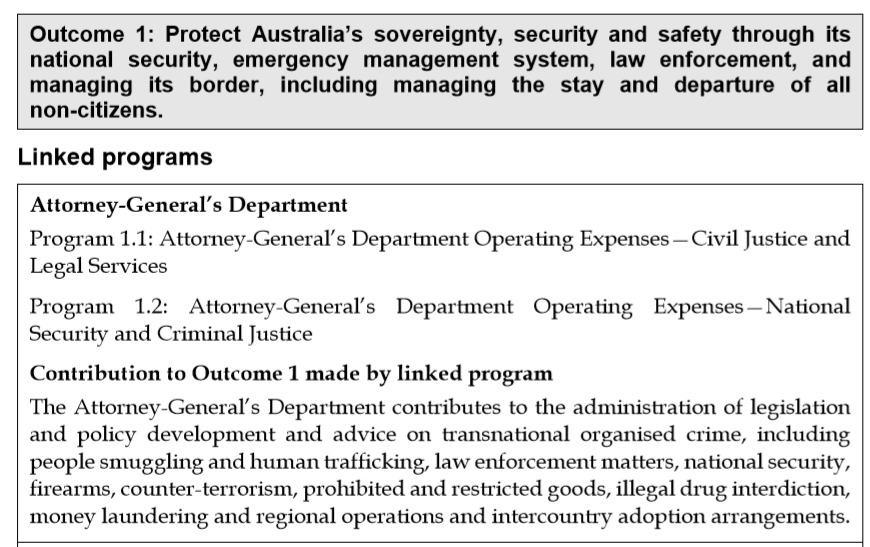 Outcome 1: Protect Australia’s sovereignty, security and safety through its
national security, emergency management system, law enforcement, and
managing its border, including managing the stay and departure of all
non-citizens.
Linked programs
Attorney-General’s Department
Program 1.1: Attorney-General’s Department Operating Expenses—Civil Justice and
Legal Services
Program 1.2: Attorney-General’s Department Operating Expenses—National
Security and Criminal Justice
Contribution to Outcome 1 made by linked program
The Attorney-General’s Department contributes to the administration of legislation
and policy development and advice on transnational organised crime, including
people smuggling and human trafficking, law enforcement matters, national security,
firearms, counter-terrorism, prohibited and restricted goods, illegal drug interdiction,
money laundering and regional operations and intercountry adoption arrangements.